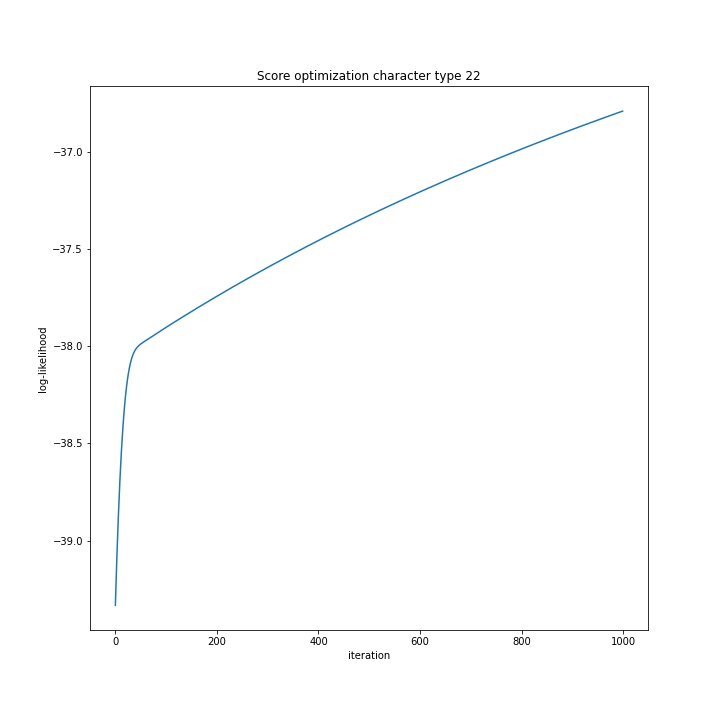 Score optimization character type 22
log-likelihood
−37.0
−37.5
−38.0
−38.5
−39.0
0 200 400 600 800 1000
iteration